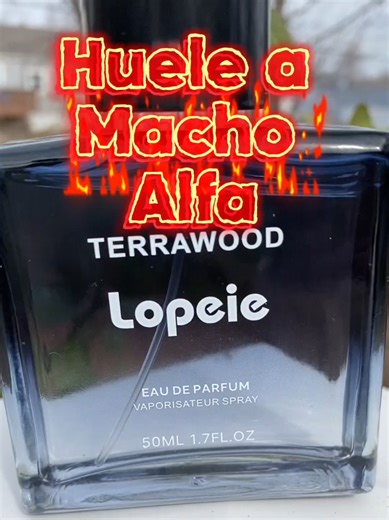 Huele a
Macho
Alfa
TERRAWOOD
Lopeie
EAU DE PARFUM
VAPORISATEUR SPRAY
50ML 1.7FL.OZ